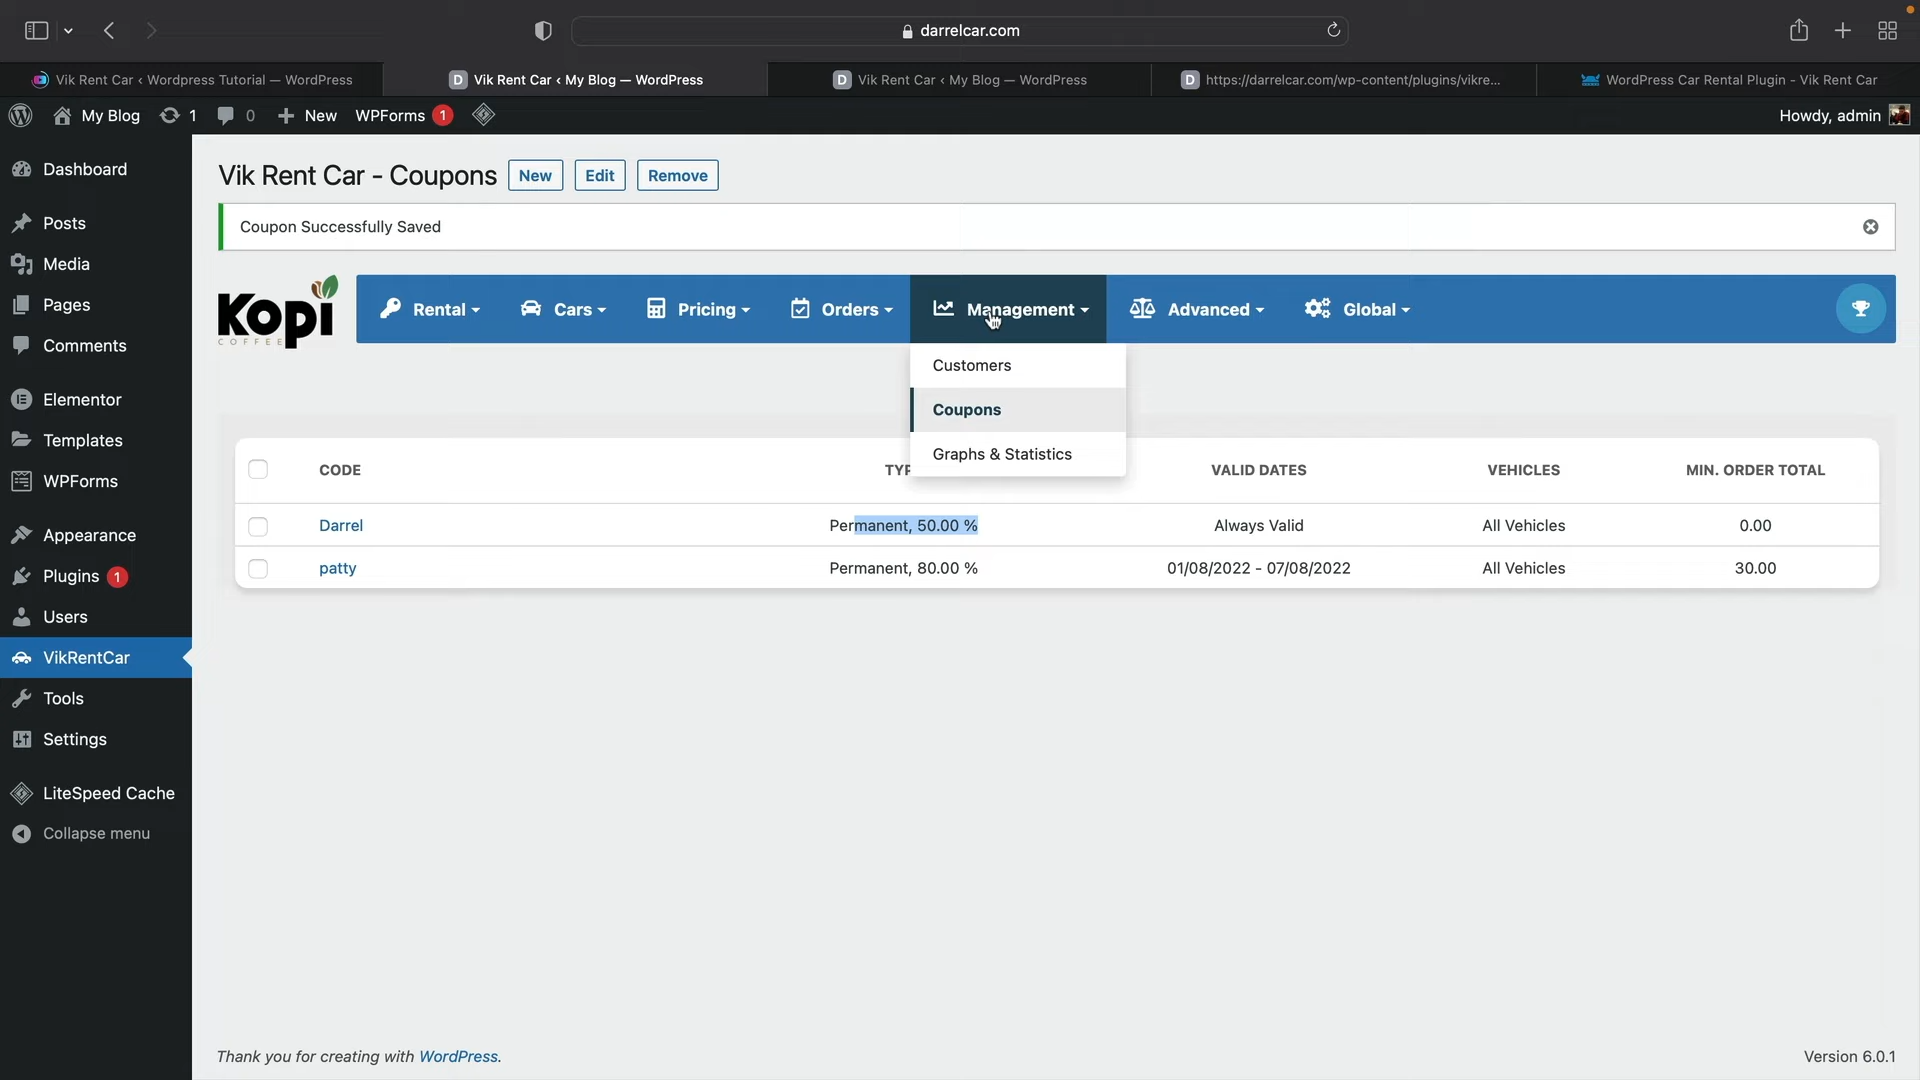 darrelcar.com
Vik Rent Car ‹ Wordpress Tutorial — WordPress
D Vik Rent Car ‹ My Blog — WordPress
D Vik Rent Car ‹ My Blog — WordPress
D https://darrelcar.com/wp-content/plugins/vikre...
WordPress Car Rental Plugin - Vik Rent Car
My Blog 1 0 New WPForms 1
Howdy, admin
Dashboard
Posts
Media
Pages
Comments
Elementor
Templates
WPForms
Appearance
Plugins 1
Users
VikRentCar
Tools
Settings
LiteSpeed Cache
Collapse menu
Vik Rent Car - Coupons New Edit Remove
Coupon Successfully Saved
Kopi
COFFEE
Rental Cars Pricing Orders Management Advanced Global
Customers
Coupons
Graphs & Statistics
CODE TYP VALID DATES VEHICLES MIN. ORDER TOTAL
Darrel Permanent, 50.00 % Always Valid All Vehicles 0.00
patty Permanent, 80.00 % 01/08/2022 - 07/08/2022 All Vehicles 30.00
Thank you for creating with WordPress.
Version 6.0.1